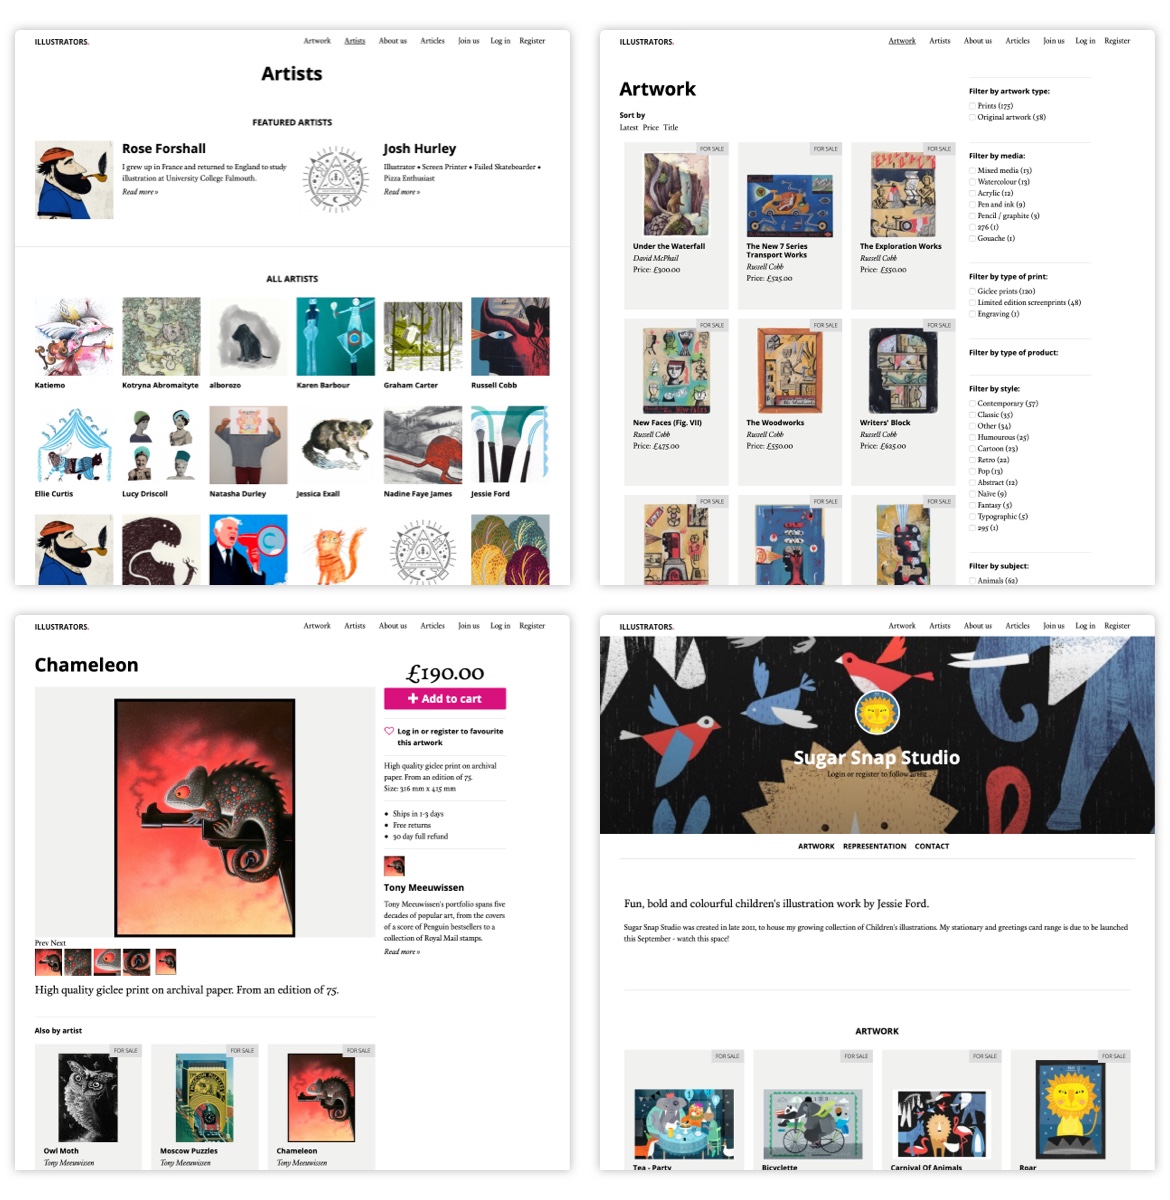 ILLUSTRATORS.
Artwork Artists About us Articles Join us Log in Register
Artists
FEATURED ARTISTS
Rose Forshall
I grew up in France and returned to England to study
illustration at University College Falmouth.
Read more »
Josh Hurley
Illustrator • Screen Printer • Failed Skateboarder •
Pizza Enthusiast
Read more »
ALL ARTISTS
Katiemo
Kotryna Abromaityte
alborozo
Karen Barbour
Graham Carter
Russell Cobb
Ellie Curtis
Lucy Driscoll
Natasha Durley
Jessica Exall
Nadine Faye James
Jessie Ford
ILLUSTRATORS.
Artwork Artists About us Articles Join us Log in Register
Artwork
Sort by
Latest Price Title
FOR SALE
Under the Waterfall
David McPhail
Price: £300.00
FOR SALE
The New 7 Series
Transport Works
Russell Cobb
Price: £525.00
FOR SALE
The Exploration Works
Russell Cobb
Price: £550.00
FOR SALE
New Faces (Fig. VII)
Russell Cobb
Price: £475.00
FOR SALE
The Woodworks
Russell Cobb
Price: £550.00
FOR SALE
Writers' Block
Russell Cobb
Price: £625.00
FOR SALE
FOR SALE
FOR SALE
Filter by artwork type:
Prints (175)
Original artwork (58)
Filter by media:
Mixed media (13)
Watercolour (13)
Acrylic (12)
Pen and ink (9)
Pencil / graphite (3)
276 (1)
Gouache (1)
Filter by type of print:
Giclee prints (120)
Limited edition screenprints (48)
Engraving (1)
Filter by type of product:
Filter by style:
Contemporary (57)
Classic (35)
Other (34)
Humourous (25)
Cartoon (23)
Retro (22)
Pop (13)
Abstract (12)
Naïve (9)
Fantasy (5)
Typographic (5)
295 (1)
Filter by subject:
Animals (62)
ILLUSTRATORS.
Artwork Artists About us Articles Join us Log in Register
Chameleon
£190.00
Add to cart
Log in or register to favourite
this artwork
High quality giclee print on archival
paper. From an edition of 75.
Size: 316 mm x 415 mm
Ships in 1-3 days
Free returns
30 day full refund
Tony Meeuwissen
Tony Meeuwissen's portfolio spans five
decades of popular art, from the covers
of a score of Penguin bestsellers to a
collection of Royal Mail stamps.
Read more »
Prev Next
High quality giclee print on archival paper. From an edition of 75.
Also by artist
FOR SALE
Owl Moth
Tony Meeuwissen
FOR SALE
Moscow Puzzles
Tony Meeuwissen
FOR SALE
Chameleon
Tony Meeuwissen
ILLUSTRATORS.
Artwork Artists About us Articles Join us Log in Register
Sugar Snap Studio
Login or register to follow artist
ARTWORK REPRESENTATION CONTACT
Fun, bold and colourful children's illustration work by Jessie Ford.
Sugar Snap Studio was created in late 2011, to house my growing collection of Children's illustrations. My stationary and greetings card range is due to be launched
this September - watch this space!
ARTWORK
FOR SALE
Tea - Party
FOR SALE
Bicyclette
FOR SALE
Carnival Of Animals
FOR SALE
Roar